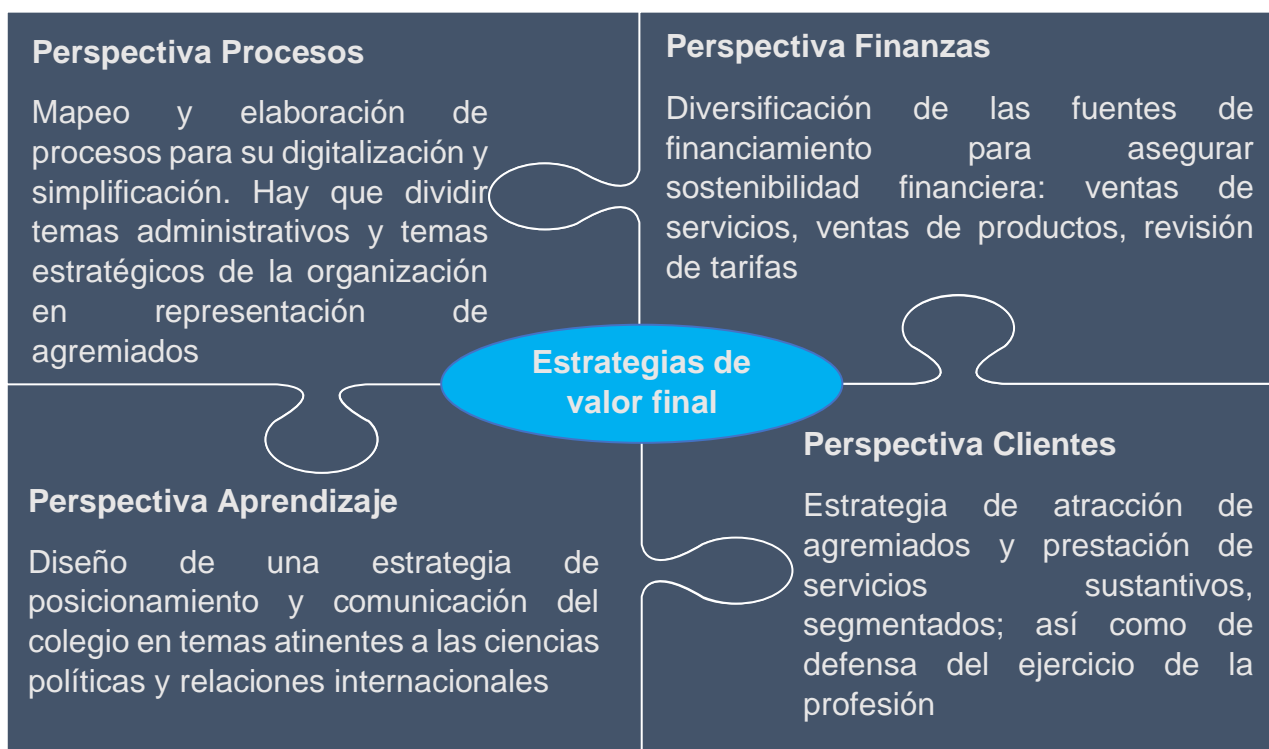 Perspectiva Procesos
Mapeo y elaboración de
procesos para su digitalización y
simplificación. Hay que dividir
temas administrativos y temas
estratégicos de la organización
en representación de
agremiados
Perspectiva Finanzas
Diversificación de las fuentes de
financiamiento para asegurar
sostenibilidad financiera: ventas de
servicios, ventas de productos, revisión
de tarifas
Estrategias de
valor final
Perspectiva Aprendizaje
Diseño de una estrategia de
posicionamiento y comunicación del
colegio en temas atinentes a las ciencias
políticas y relaciones internacionales
Perspectiva Clientes
Estrategia de atracción de
agremiados y prestación de
servicios sustantivos,
segmentados; así como de
defensa del ejercicio de la
profesión